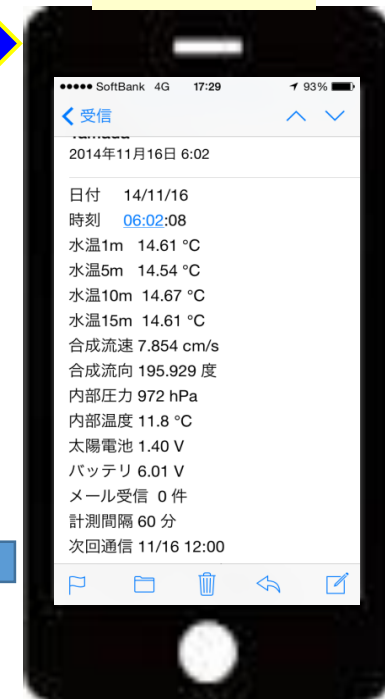 SoftBank 4G 17:29 93%
受信
2014年11月16日 6:02
日付 14/11/16
時刻 06:02:08
水温1m 14.61 °C
水温5m 14.54 °C
水温10m 14.67 °C
水温15m 14.61 °C
合成流速 7.854 cm/s
合成流向 195.929 度
内部圧力 972 hPa
内部温度 11.8 °C
太陽電池 1.40 V
バッテリ 6.01 V
メール受信 0 件
計測間隔 60 分
次回通信 11/16 12:00